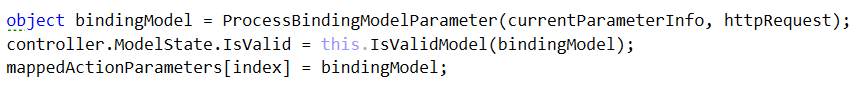 object bindingModel = ProcessBindingModelParameter(currentParameterInfo, httpRequest);
controller.ModelState.IsValid = this.IsValidModel(bindingModel);
mappedActionParameters[index] = bindingModel;